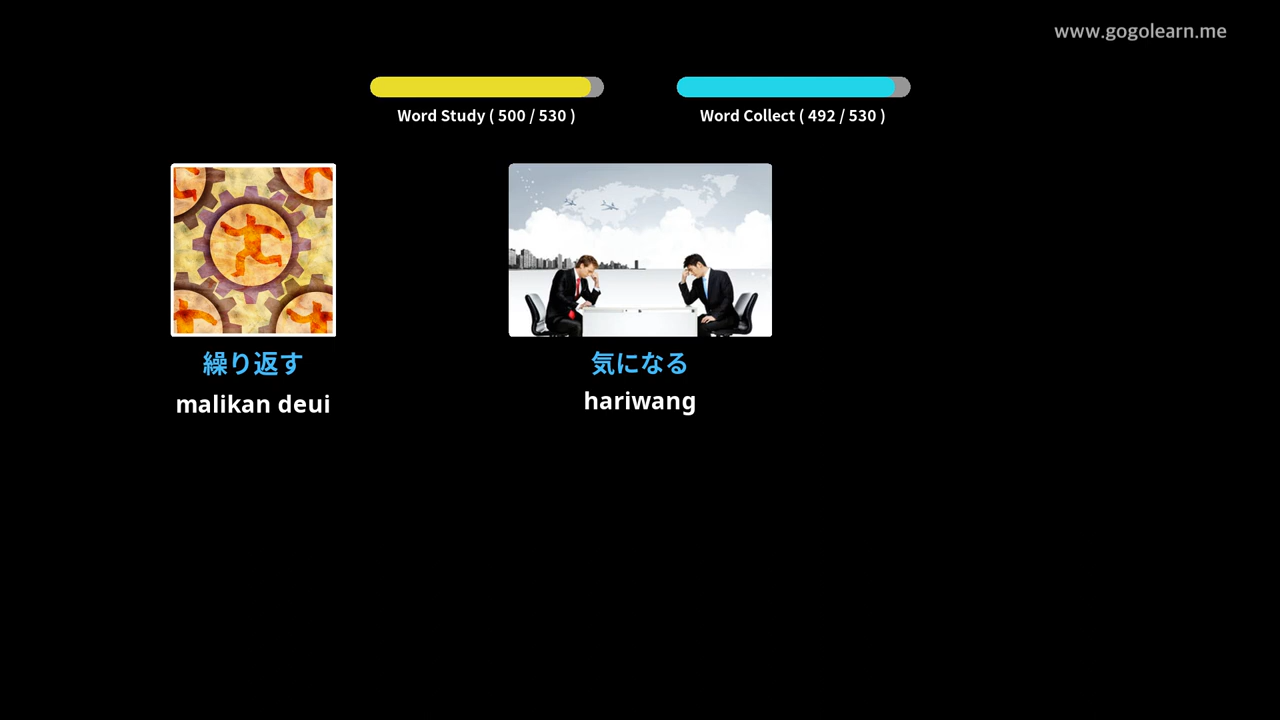 www.gogolearn.me
Word Study ( 500 / 530 )
Word Collect ( 492 / 530 )
繰り返す
malikan deui
気になる
hariwang